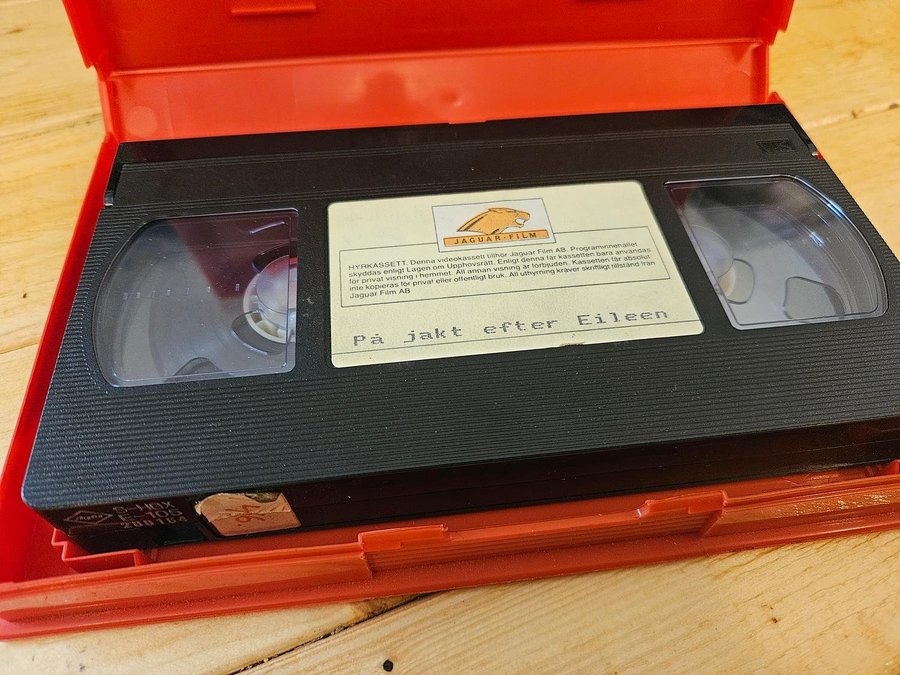 JAGUAR-FILM
HYRKASSETT. Denna videokassett tillhör Jaguar Film AB. Programinnehållet
skyddas enligt Lagen om Upphovsrätt. Enligt denna får kassetten bara användas
för privat visning i hemmet. All annan visning är förbjuden. Kassetten får absolut
inte kopieras för privat eller offentligt bruk. All uthyrning kräver skriftligt tillstånd från
Jaguar Film AB
På jakt efter Eileen